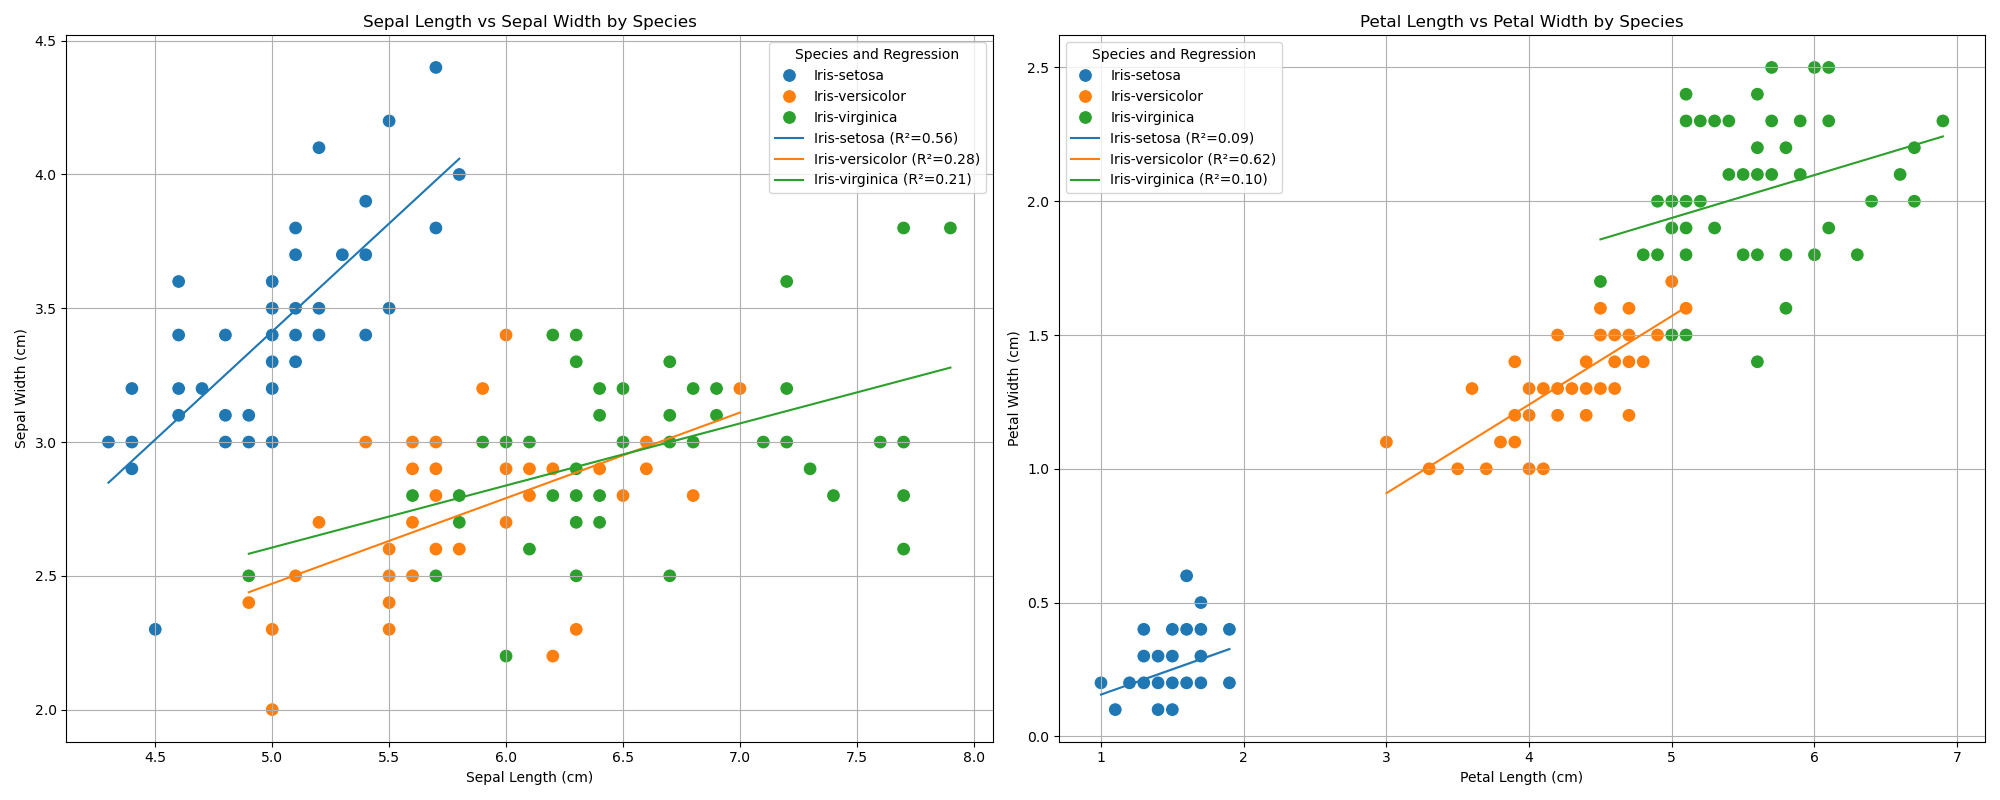 Sepal Length vs Sepal Width by Species
4.5
4.0
3.5
3.0
2.5
2.0
Sepal Width (cm)
Species and Regression
Iris-setosa
Iris-versicolor
Iris-virginica
Iris-setosa (R²=0.56)
Iris-versicolor (R²=0.28)
Iris-virginica (R²=0.21)
4.5 5.0 5.5 6.0 6.5 7.0 7.5 8.0
Sepal Length (cm)
Petal Length vs Petal Width by Species
2.5
2.0
1.5
1.0
0.5
0.0
Petal Width (cm)
Species and Regression
Iris-setosa
Iris-versicolor
Iris-virginica
Iris-setosa (R²=0.09)
Iris-versicolor (R²=0.62)
Iris-virginica (R²=0.10)
1 2 3 4 5 6 7
Petal Length (cm)